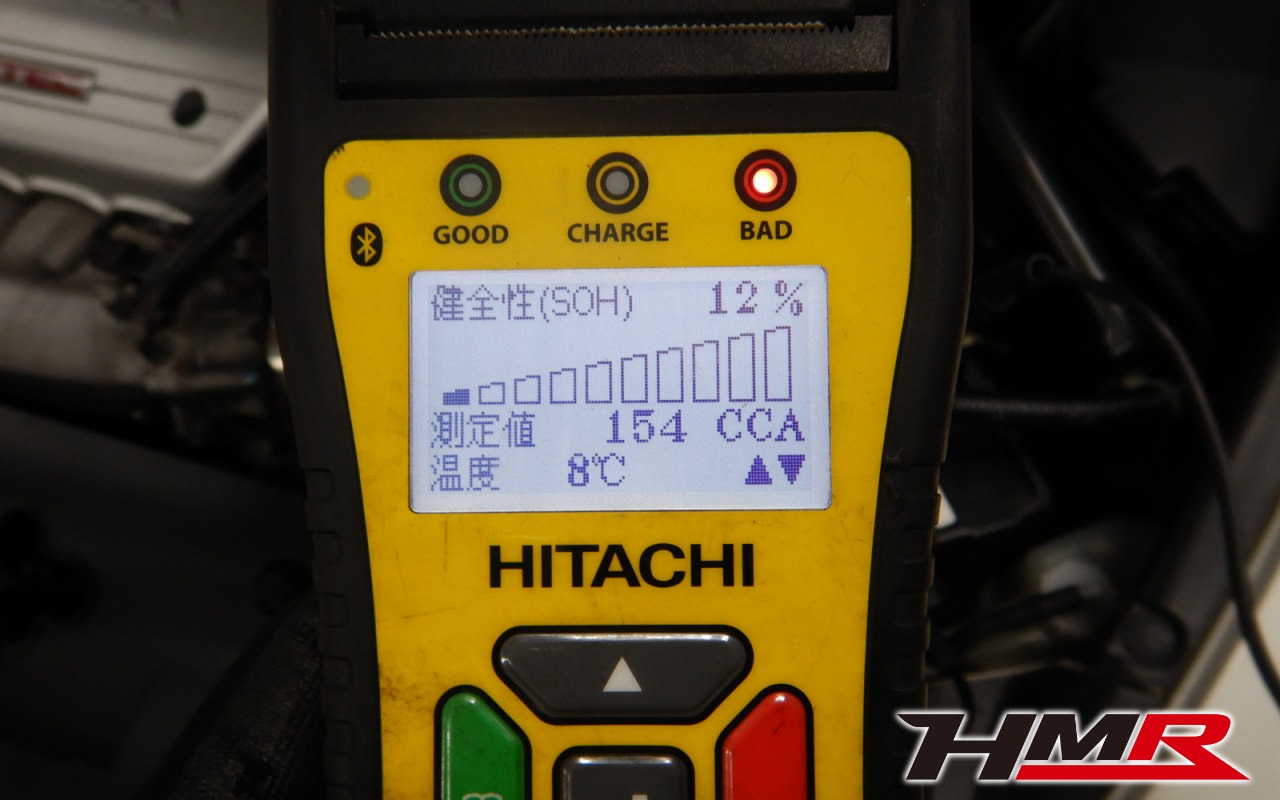 GOOD
CHARGE
BAD
健全性(SOH) 12%
測定値 154 CCA
温度 8℃ ▲▼
HITACHI
HMR